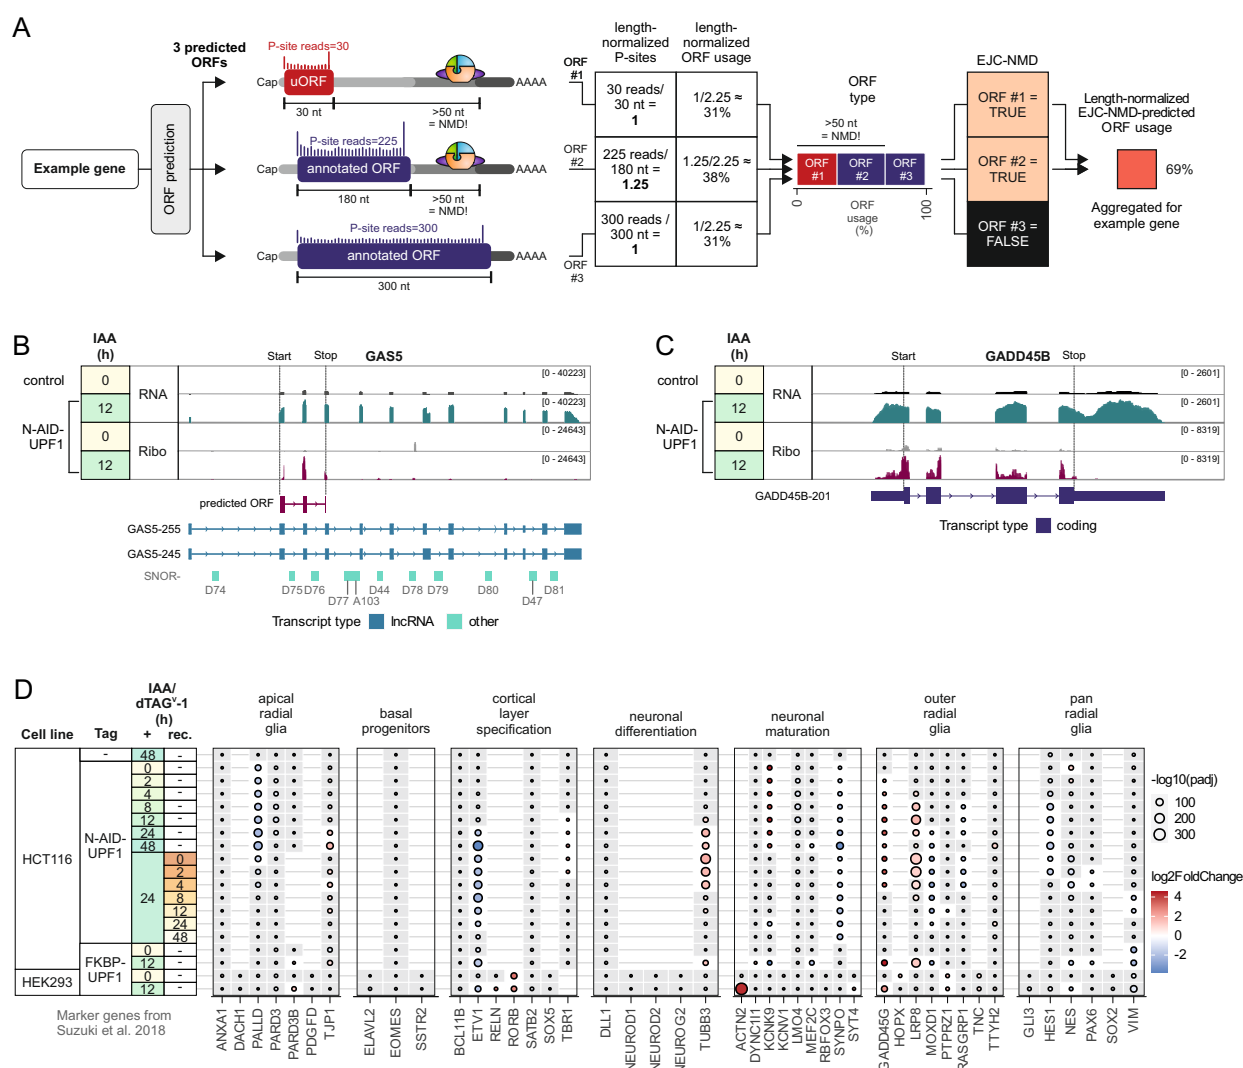 A
3 predicted
ORFs
Example gene
ORF prediction
P-site reads=30
Cap
uORF
AAAA
30 nt
>50 nt
= NMD!
P-site reads=225
Cap
annotated ORF
AAAA
180 nt
>50 nt
= NMD!
P-site reads=300
Cap
annotated ORF
AAAA
300 nt
ORF
#1
ORF
#2
ORF
#3
length-
normalized
P-sites
length-
normalized
ORF usage
30 reads/
30 nt =
1
1/2.25 ≈
31%
225 reads/
180 nt =
1.25
1.25/2.25 ≈
38%
300 reads /
300 nt =
1
1/2.25 ≈
31%
ORF
type
>50 nt
= NMD!
ORF
#1
ORF
#2
ORF
#3
0
ORF
usage
(%)
100
EJC-NMD
ORF #1 =
TRUE
ORF #2 =
TRUE
ORF #3 =
FALSE
Length-normalized
EJC-NMD-predicted
ORF usage
69%
Aggregated for
example gene
B
IAA
(h)
Start
Stop
GAS5
control
N-AID-
UPF1
0
12
0
12
RNA
Ribo
[0 - 40223]
[0 - 40223]
[0 - 24643]
[0 - 24643]
predicted ORF
GAS5-255
GAS5-245
SNOR-
D74
D75
D76
D77
A103
D44
D78
D79
D80
D47
D81
Transcript type
lncRNA
other
C
IAA
(h)
Start
GADD45B
Stop
control
N-AID-
UPF1
0
12
0
12
RNA
Ribo
[0 - 2601]
[0 - 2601]
[0 - 8319]
[0 - 8319]
GADD45B-201
Transcript type
coding
D
Cell line
Tag
IAA/
dTAGV-1
(h)
+
rec.
HCT116
-
48
-
N-AID-
UPF1
0
-
2
-
4
-
8
-
12
-
24
-
48
-
24
0
2
4
8
12
24
48
FKBP-
UPF1
0
-
12
-
HEK293
0
-
12
-
Marker genes from
Suzuki et al. 2018
apical
radial
glia
basal
progenitors
cortical
layer
specification
neuronal
differentiation
neuronal
maturation
outer
radial
glia
pan
radial
glia
ANXA1
DACH1
PALLD
PARD3
PARD3B
PDGFD
TJP1
ELAVL2
EOMES
SSTR2
BCL11B
ETV1
RELN
RORB
SATB2
SOX5
TBR1
DLL1
NEUROD1
NEUROD2
NEUROG2
TUBB3
ACTN2
DYNC1I1
KCNK9
KCNV1
LMO4
MEF2C
RBFOX3
SYNPO
SYT4
GADD45G
HOPX
LRP8
MOXD1
PTPRZ1
RASGRP1
TNC
TTYH2
GLI3
HES1
NES
PAX6
SOX2
VIM
-log10(padj)
100
200
300
log2FoldChange
4
2
0
-2